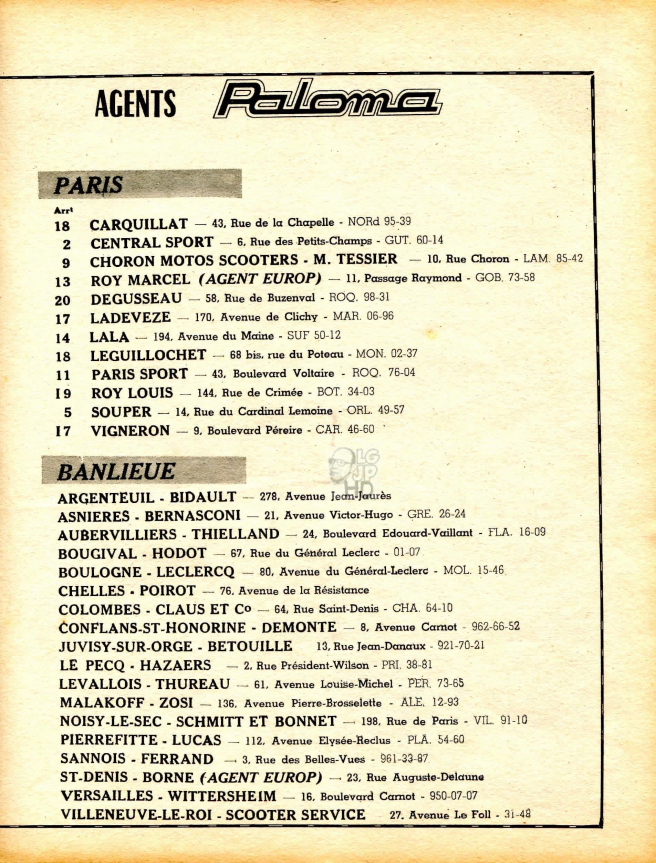 AGENTS Paloma
PARIS
Arrt
18 CARQUILLAT — 43, Rue de la Chapelle - NORd 95-39
2 CENTRAL SPORT — 6, Rue des Petits-Champs - GUT. 60-14
9 CHORON MOTOS SCOOTERS - M. TESSIER — 10, Rue Choron - LAM. 85-42
13 ROY MARCEL (AGENT EUROP) — 11, Passage Raymond - GOB. 73-58
20 DEGUSSEAU — 58, Rue de Buzenval - ROQ. 98-31
17 LADEVEZE — 170, Avenue de Clichy - MAR. 06-96
14 LALA — 194, Avenue du Maine - SUF 50-12
18 LEGUILLOCHET — 68 bis, rue du Poteau - MON. 02-37
11 PARIS SPORT — 43, Boulevard Voltaire - ROQ. 76-04
19 ROY LOUIS — 144, Rue de Crimée - BOT. 34-03
5 SOUPER — 14, Rue du Cardinal Lemoine - ORL. 49-57
17 VIGNERON — 9, Boulevard Péreire - CAR. 46-60
LG
JP
HD
BANLIEUE
ARGENTEUIL - BIDAULT — 278, Avenue Jean-Jaurès
ASNIERES - BERNASCONI — 21, Avenue Victor-Hugo - GRE. 26-24
AUBERVILLIERS - THIELLAND — 24, Boulevard Edouard-Vaillant - FLA. 16-09
BOUGIVAL - HODOT — 67, Rue du Général Leclerc - 01-07
BOULOGNE - LECLERCQ — 80, Avenue du Général-Leclerc - MOL. 15-46
CHELLES - POIROT — 76, Avenue de la Résistance
COLOMBES - CLAUS ET Co — 64, Rue Saint-Denis - CHA. 64-10
CONFLANS-ST-HONORINE - DEMONTE — 8, Avenue Carnot - 962-66-52
JUVISY-SUR-ORGE - BETOUILLE 13, Rue Jean-Danaux - 921-70-21
LE PECQ - HAZAERS — 2, Rue Président-Wilson - PRI. 38-81
LEVALLOIS - THUREAU — 61, Avenue Louise-Michel - PER. 73-65
MALAKOFF - ZOSI — 136, Avenue Pierre-Brosselette - ALE. 12-93
NOISY-LE-SEC - SCHMITT ET BONNET — 198, Rue de Paris - VIL. 91-10
PIERREFITTE - LUCAS — 112, Avenue Elysée-Reclus - PLA. 54-60
SANNOIS - FERRAND — 3, Rue des Belles-Vues - 961-33-87
ST-DENIS - BORNE (AGENT EUROP) — 23, Rue Auguste-Delaune
VERSAILLES - WITTERSHEIM — 16, Boulevard Carnot - 950-07-07
VILLENEUVE-LE-ROI - SCOOTER SERVICE 27, Avenue Le Foll - 31-48